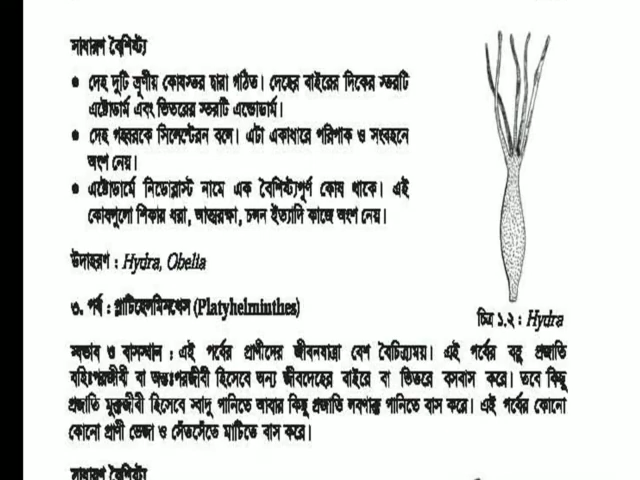 সাধারণ বৈশিষ্ট্য
● দেহ দুটি ভ্রূণীয় কোষস্তর দ্বারা গঠিত। দেহের বাইরের দিকের স্তরটি
এক্টোডার্ম এবং ভিতরের স্তরটি এন্ডোডার্ম।
● দেহ গহ্বরকে সিলেন্টেরন বলে। এটা একাধারে পরিপাক ও সংবহনে
অংশ নেয়।
● এক্টোডার্মে নিডোব্লাস্ট নামে এক বৈশিষ্ট্যপূর্ণ কোষ থাকে। এই
কোষগুলো শিকার ধরা, আত্মরক্ষা, চলন ইত্যাদি কাজে অংশ নেয়।
উদাহরণ : Hydra, Obelia
চিত্র ১.২ : Hydra
৩. পর্ব : প্লাটিহেলমিনথেস (Platyhelminthes)
স্বভাব ও বাসস্থান : এই পর্বের প্রাণীদের জীবনযাত্রা বেশ বৈচিত্র্যময়। এই পর্বের বহু প্রজাতি
বহিঃপরজীবী বা অন্তঃপরজীবী হিসেবে অন্য জীবদেহের বাইরে বা ভিতরে বসবাস করে। তবে কিছু
প্রজাতি মুক্তজীবী হিসেবে স্বাদু পানিতে আবার কিছু প্রজাতি লবণাক্ত পানিতে বাস করে। এই পর্বের কোনো
কোনো প্রাণী ভেজা ও সেঁতসেঁতে মাটিতে বাস করে।
সাধারণ বৈশিষ্ট্য